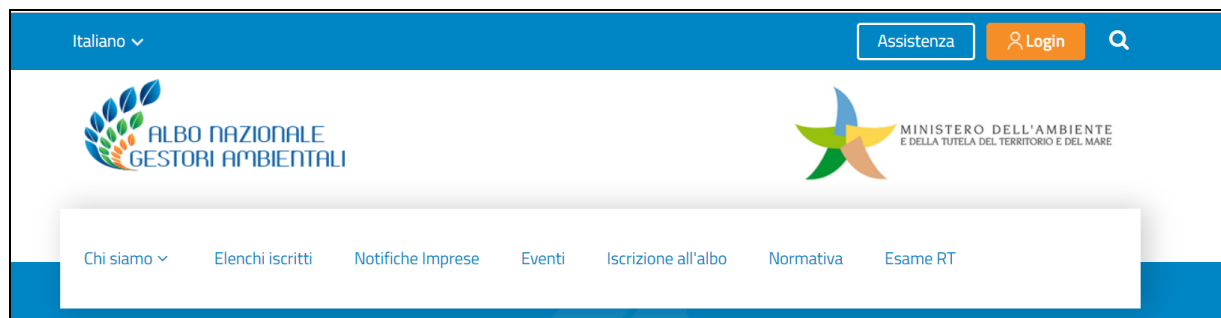 Italiano
Assistenza
Login
ALBO NAZIONALE
GESTORI AMBIENTALI
MINISTERO DELL'AMBIENTE
E DELLA TUTELA DEL TERRITORIO E DEL MARE
Chi siamo Elenchi iscritti Notifiche Imprese Eventi Iscrizione all'albo Normativa Esame RT